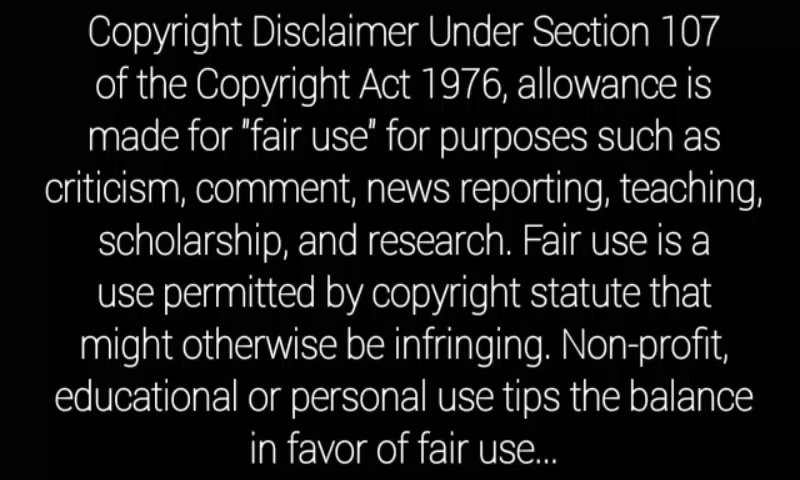 Copyright Disclaimer Under Section 107
of the Copyright Act 1976, allowance is
made for "fair use" for purposes such as
criticism, comment, news reporting, teaching,
scholarship, and research. Fair use is a
use permitted by copyright statute that
might otherwise be infringing. Non-profit,
educational or personal use tips the balance
in favor of fair use...